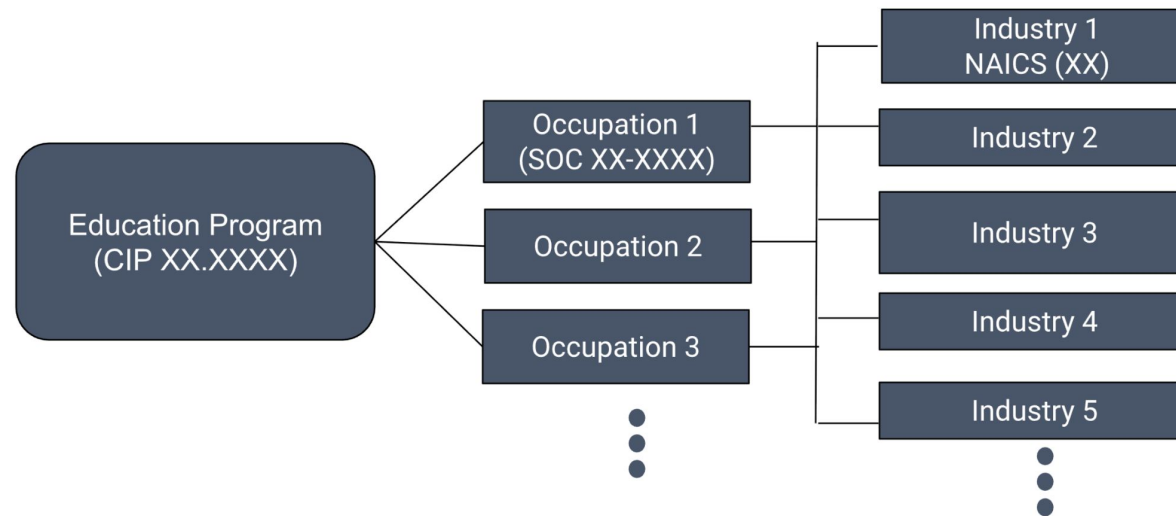 Education Program
(CIP XX.XXXX)
Occupation 1
(SOC XX-XXXX)
Occupation 2
Occupation 3
Industry 1
NAICS (XX)
Industry 2
Industry 3
Industry 4
Industry 5